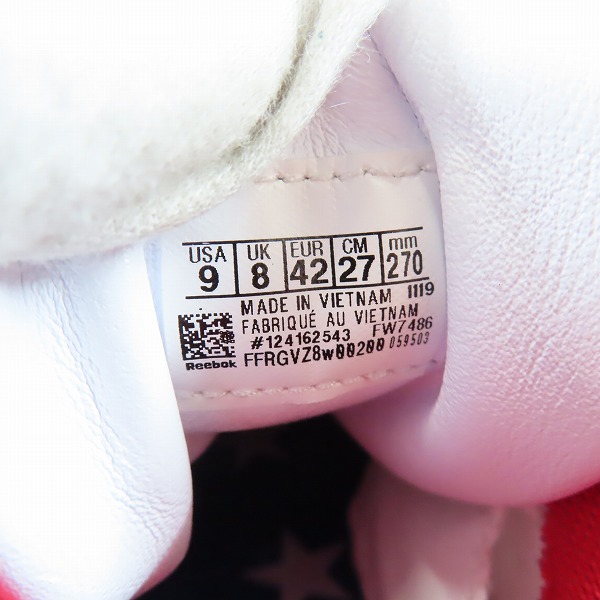 USA UK EUR CM mm
9 8 42 27 270
MADE IN VIETNAM 1119
FABRIQUÉ AU VIETNAM
#124162543 FW7486
Reebok FFRGVZ8W00200 059503